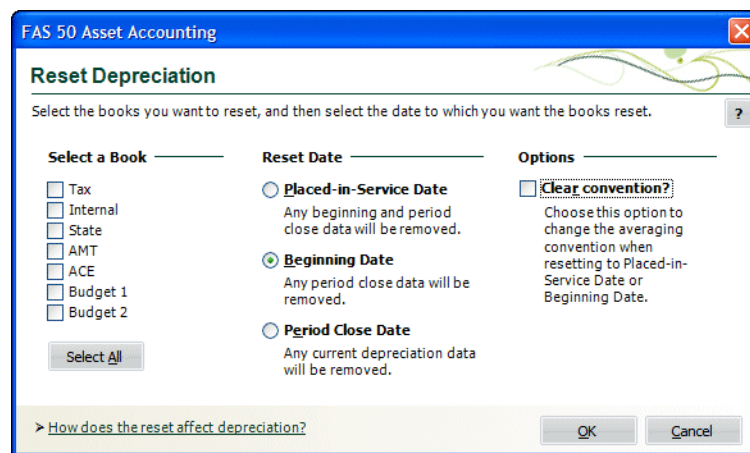 FAS 50 Asset Accounting
Reset Depreciation
Select the books you want to reset, and then select the date to which you want the books reset.
?
Select a Book
Tax
Internal
State
AMT
ACE
Budget 1
Budget 2
Select All
Reset Date
Placed-in-Service Date
Any beginning and period
close data will be removed.
Beginning Date
Any period close data will be
removed.
Period Close Date
Any current depreciation data
will be removed.
Options
Clear convention?
Choose this option to
change the averaging
convention when
resetting to Placed-in-
Service Date or
Beginning Date.
How does the reset affect depreciation?
OK
Cancel